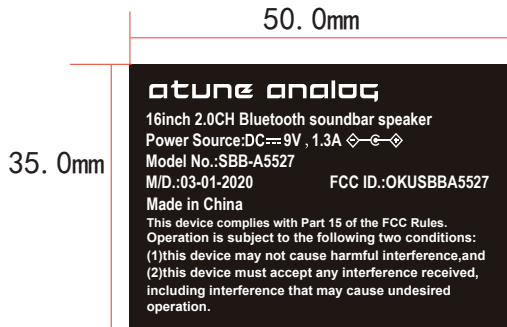 50.0mm
35.0mm
atune analog
16inch 2.0CH Bluetooth soundbar speaker
Power Source:DC⎓9V , 1.3A
Model No.:SBB-A5527
M/D.:03-01-2020 FCC ID.:OKUSBBA5527
Made in China
This device complies with Part 15 of the FCC Rules.
Operation is subject to the following two conditions:
(1)this device may not cause harmful interference,and
(2)this device must accept any interference received,
including interference that may cause undesired
operation.